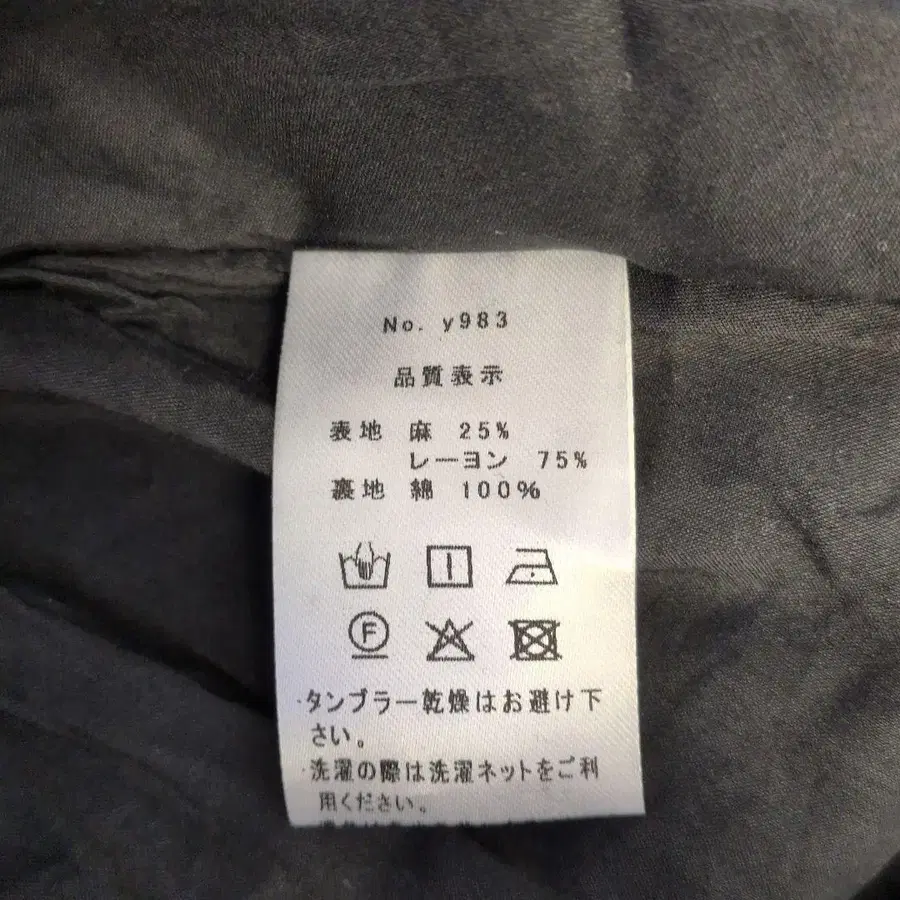 No. y983
品質表示
表地 麻 25%
レーヨン 75%
裏地 綿 100%
F
·タンブラー乾燥はお避け下
さい。
·洗濯の際は洗濯ネットをご利
用ください。